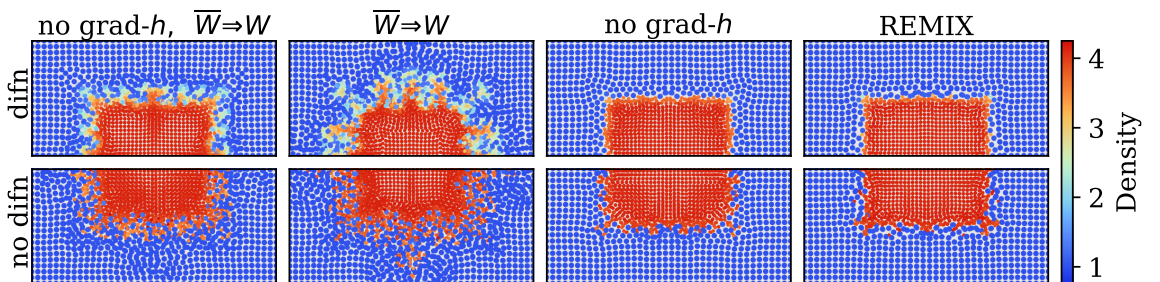 no grad-h, W̅⇒W
W̅⇒W
no grad-h
REMIX
difn
no difn
4
3
2
1
Density